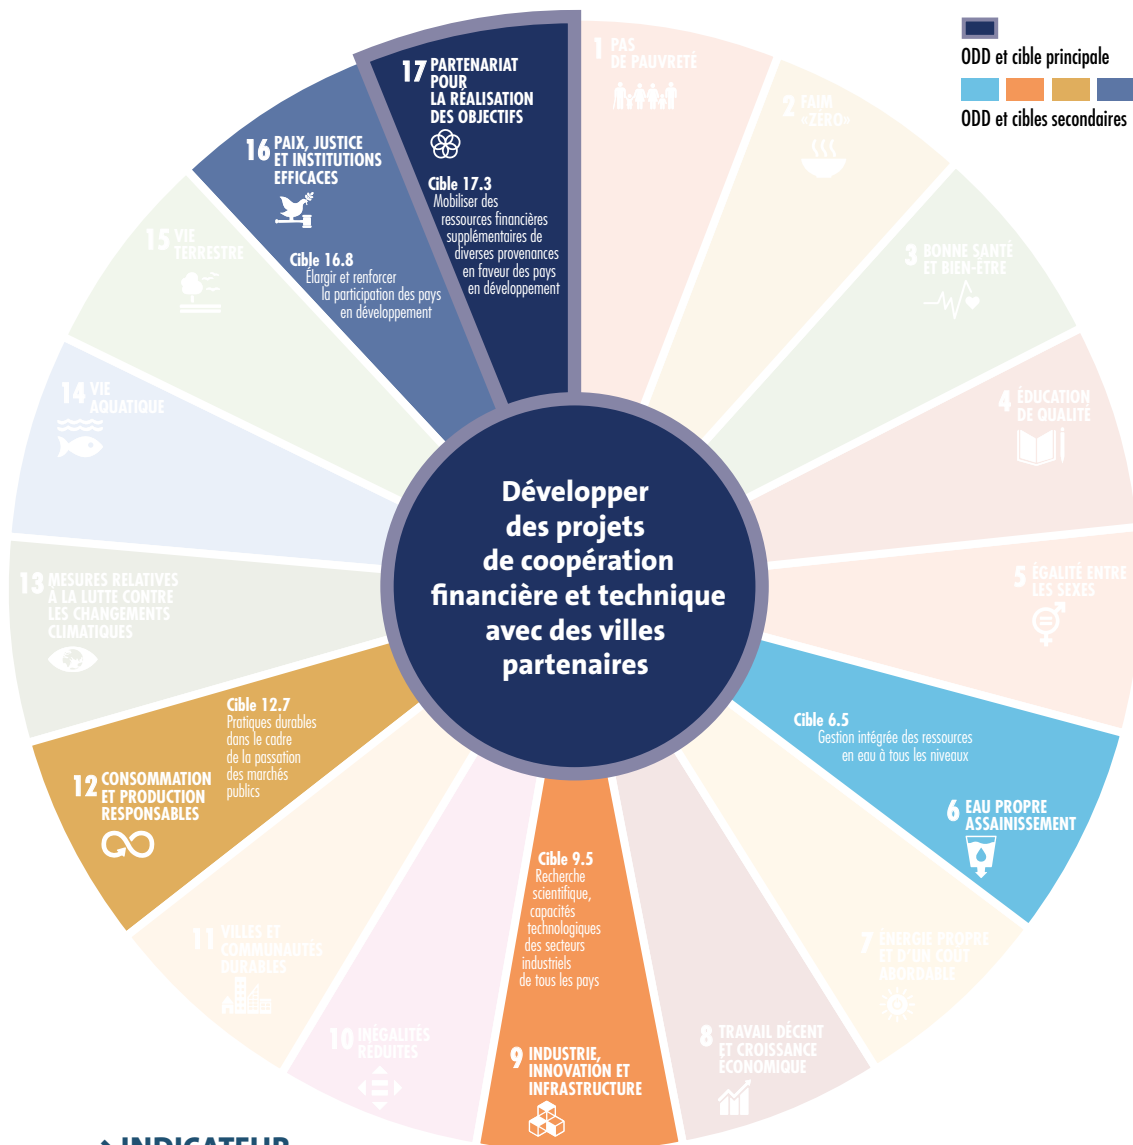 ODD et cible principale
ODD et cibles secondaires
1 PAS
DE PAUVRETÉ
2 FAIM
«ZÉRO»
3 BONNE SANTÉ
ET BIEN-ÊTRE
4 ÉDUCATION
DE QUALITÉ
5 ÉGALITÉ ENTRE
LES SEXES
Cible 6.5
Gestion intégrée des ressources
en eau à tous les niveaux
6 EAU PROPRE
ASSAINISSEMENT
7 ÉNERGIE PROPRE
ET D'UN COÛT
ABORDABLE
8 TRAVAIL DÉCENT
ET CROISSANCE
ÉCONOMIQUE
Cible 9.5
Recherche
scientifique,
capacités
technologiques
des secteurs
industriels
de tous les pays
9 INDUSTRIE,
INNOVATION ET
INFRASTRUCTURE
10 INÉGALITÉS
RÉDUITES
11 VILLES ET
COMMUNAUTÉS
DURABLES
Cible 12.7
Pratiques durables
dans le cadre
de la passation
des marchés
publics
12 CONSOMMATION
ET PRODUCTION
RESPONSABLES
13 MESURES RELATIVES
À LA LUTTE CONTRE
LES CHANGEMENTS
CLIMATIQUES
14 VIE
AQUATIQUE
15 VIE
TERRESTRE
16 PAIX, JUSTICE
ET INSTITUTIONS
EFFICACES
Cible 16.8
Élargir et renforcer
la participation des pays
en développement
17 PARTENARIAT
POUR
LA RÉALISATION
DES OBJECTIFS
Cible 17.3
Mobiliser des
ressources financières
supplémentaires de
diverses provenances
en faveur des pays
en développement
Développer
des projets
de coopération
financière et technique
avec des villes
partenaires
INDICATEUR